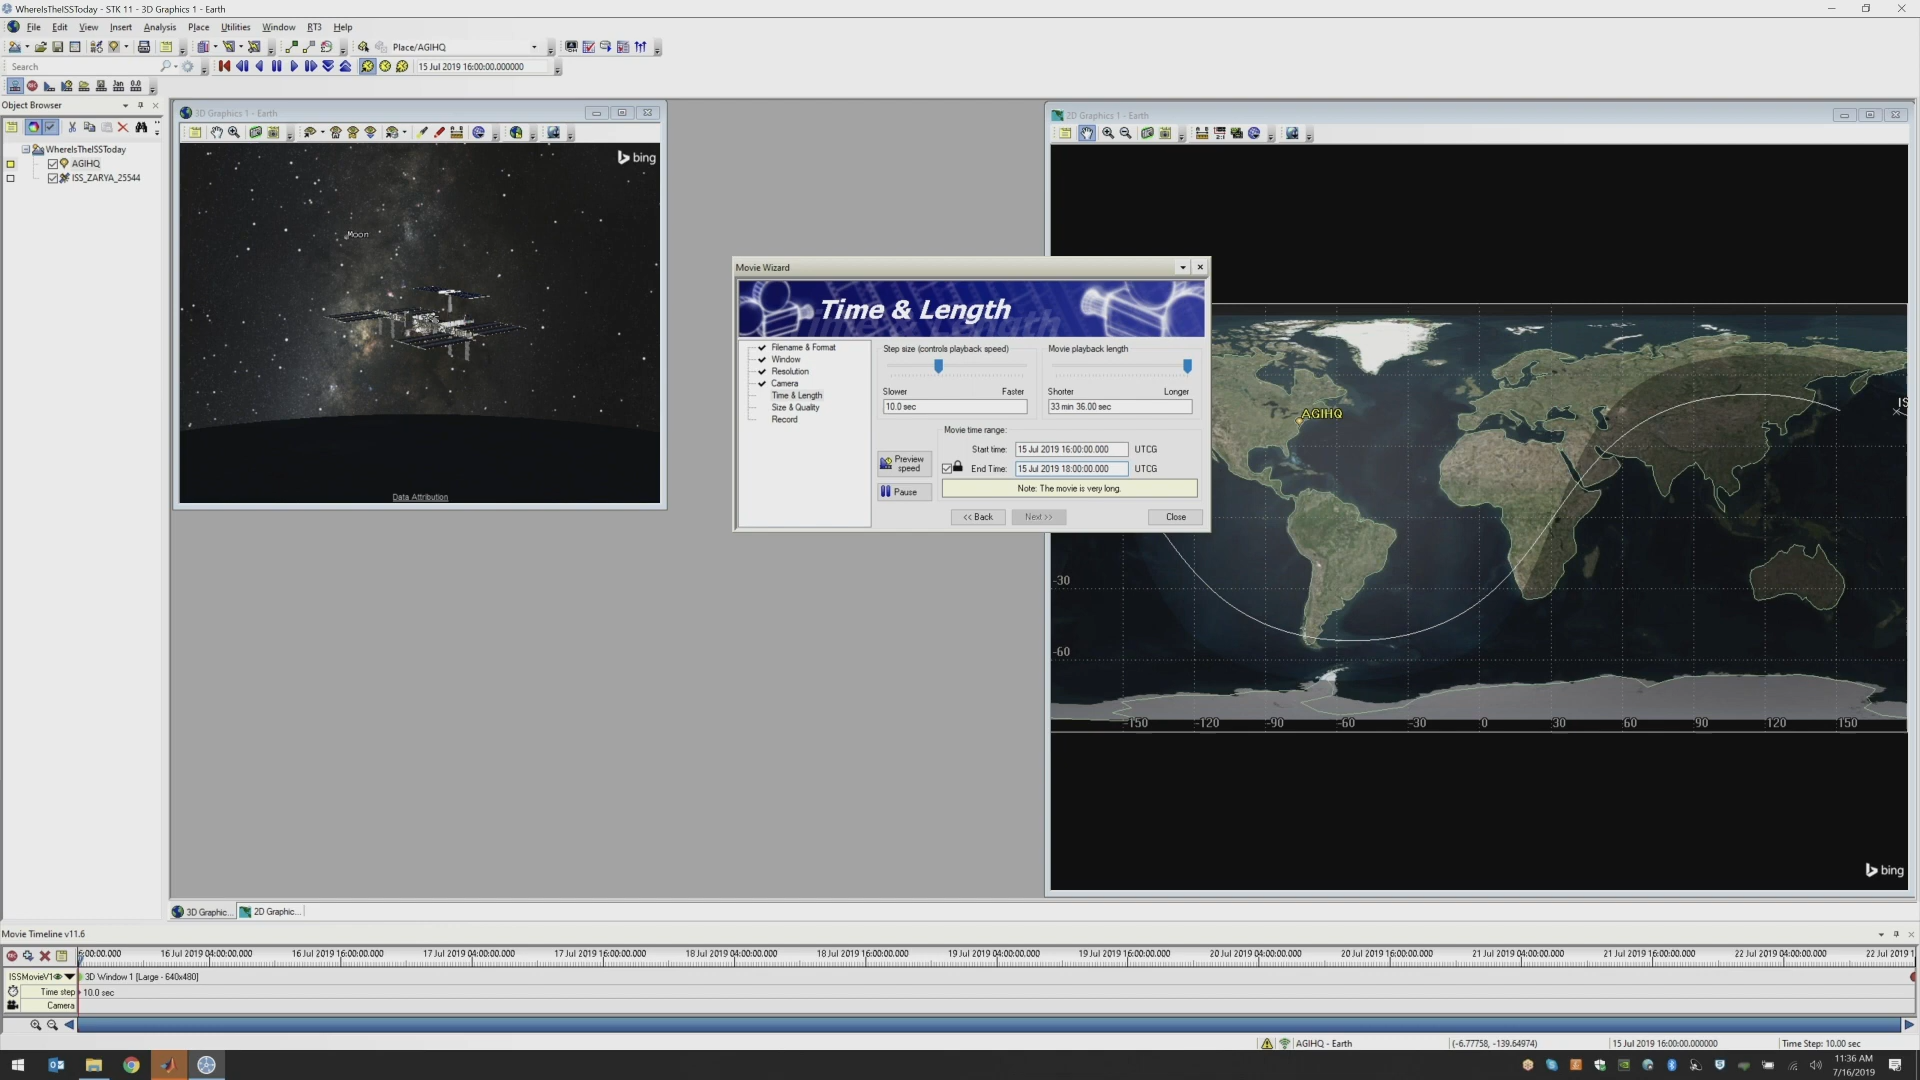 WhereIsTheISSToday - STK 11 - 3D Graphics 1 - Earth
File Edit View Insert Analysis Place Utilities Window RT3 Help
Place/AGIHQ
Search
15 Jul 2019 16:00:00.000000
Object Browser
WhereIsTheISSToday
AGIHQ
ISS_ZARYA_25544
3D Graphics 1 - Earth
bing
Moon
Data Attribution
2D Graphics 1 - Earth
AGIHQ
IS
-30
-60
-150 -120 -90 -60 -30 0 30 60 90 120 150
bing
Movie Wizard
Time & Length
Filename & Format
Window
Resolution
Camera
Time & Length
Size & Quality
Record
Step size (controls playback speed)
Slower Faster
10.0 sec
Movie playback length
Shorter Longer
33 min 36.00 sec
Movie time range:
Start time: 15 Jul 2019 16:00:00.000 UTCG
End Time: 15 Jul 2019 18:00:00.000 UTCG
Preview speed
Pause
Note: The movie is very long.
<< Back Next >> Close
3D Graphic... 2D Graphic...
Movie Timeline v11.6
6:00:00.000 16 Jul 2019 04:00:00.000 16 Jul 2019 16:00:00.000 17 Jul 2019 04:00:00.000 17 Jul 2019 16:00:00.000 18 Jul 2019 04:00:00.000 18 Jul 2019 16:00:00.000 19 Jul 2019 04:00:00.000 19 Jul 2019 16:00:00.000 20 Jul 2019 04:00:00.000 20 Jul 2019 16:00:00.000 21 Jul 2019 04:00:00.000 21 Jul 2019 16:00:00.000 22 Jul 2019 04:00:00.000 22 Jul 2019 1
ISSMovieV1 3D Window 1 [Large - 640x480]
Time step 10.0 sec
Camera
AGIHQ - Earth (-6.77758, -139.64974) 15 Jul 2019 16:00:00.000000 Time Step: 10.00 sec
11:36 AM
7/16/2019